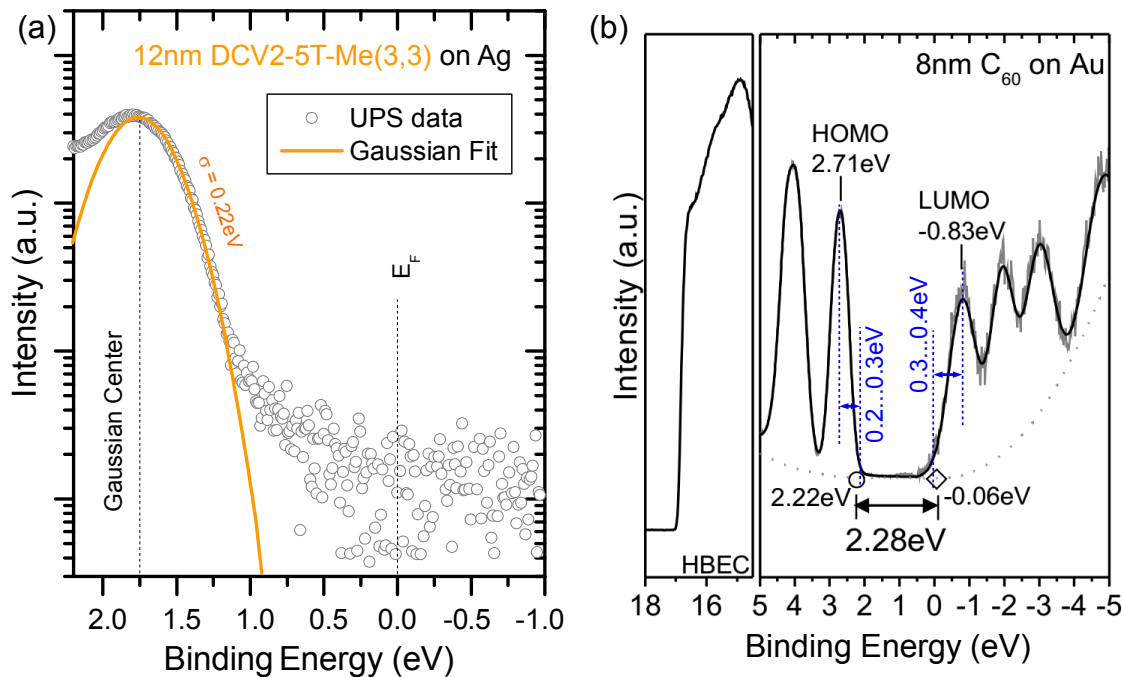 (a)
12nm DCV2-5T-Me(3,3) on Ag
UPS data
Gaussian Fit
σ = 0.22eV
E_F
Gaussian Center
Intensity (a.u.)
2.0 1.5 1.0 0.5 0.0 -0.5 -1.0
Binding Energy (eV)
(b)
8nm C₆₀ on Au
HOMO
2.71eV
LUMO
-0.83eV
0.2...0.3eV
0.3...0.4eV
2.22eV
-0.06eV
2.28eV
HBEC
Intensity (a.u.)
18 16 5 4 3 2 1 0 -1 -2 -3 -4 -5
Binding Energy (eV)